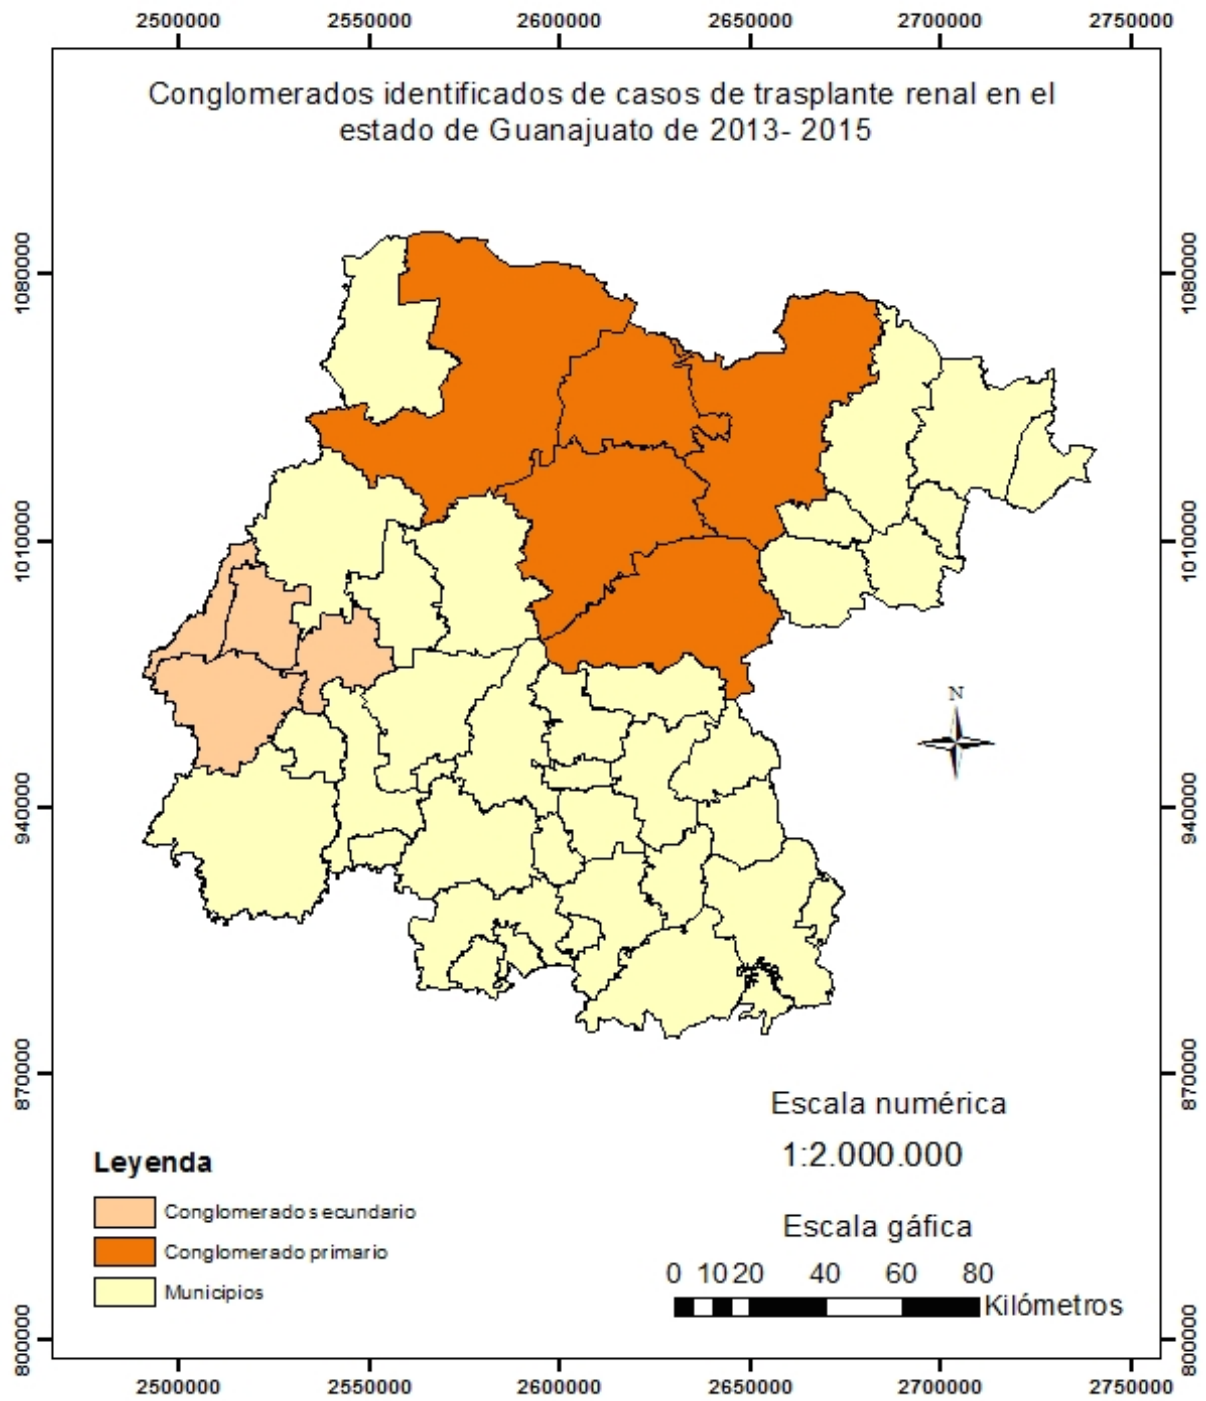 2500000 2550000 2600000 2650000 2700000 2750000
Conglomerados identificados de casos de trasplante renal en el
estado de Guanajuato de 2013- 2015
1080000 1080000
1010000 1010000
N
940000 940000
870000 870000
Escala numérica
1:2.000.000
Leyenda
Conglomerado secundario
Conglomerado primario
Municipios
Escala gáfica
0 10 20 40 60 80
Kilómetros
800000 800000
2500000 2550000 2600000 2650000 2700000 2750000